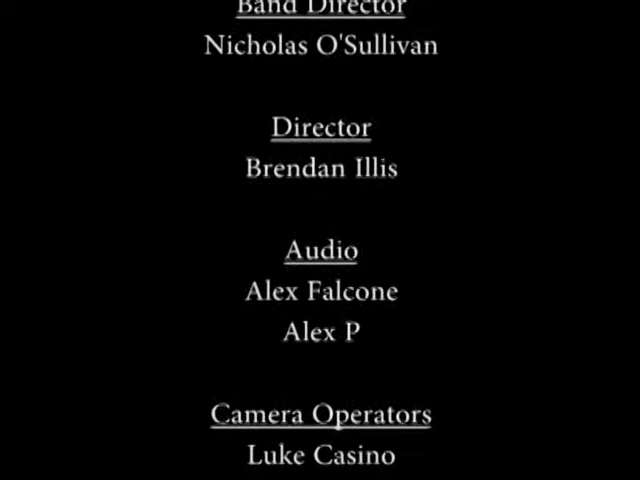 Band Director
Nicholas O'Sullivan
Director
Brendan Illis
Audio
Alex Falcone
Alex P
Camera Operators
Luke Casino